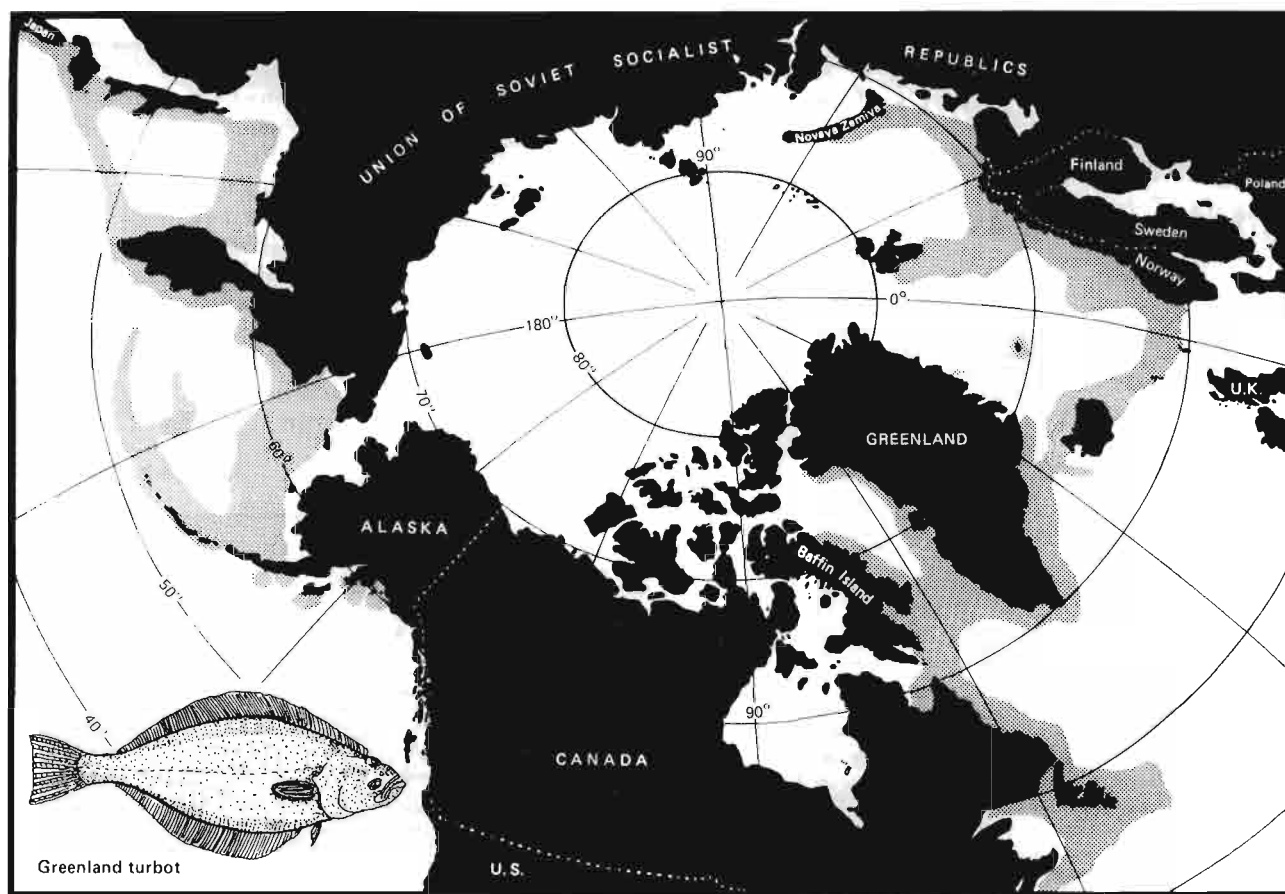 Japan
UNION OF SOVIET SOCIALIST REPUBLICS
Novaya Zemlya
Finland
Poland
Sweden
Norway
90°
0°
180°
80°
70°
60°
50°
40
U.K.
GREENLAND
ALASKA
Baffin Island
90°
CANADA
U.S.
Greenland turbot